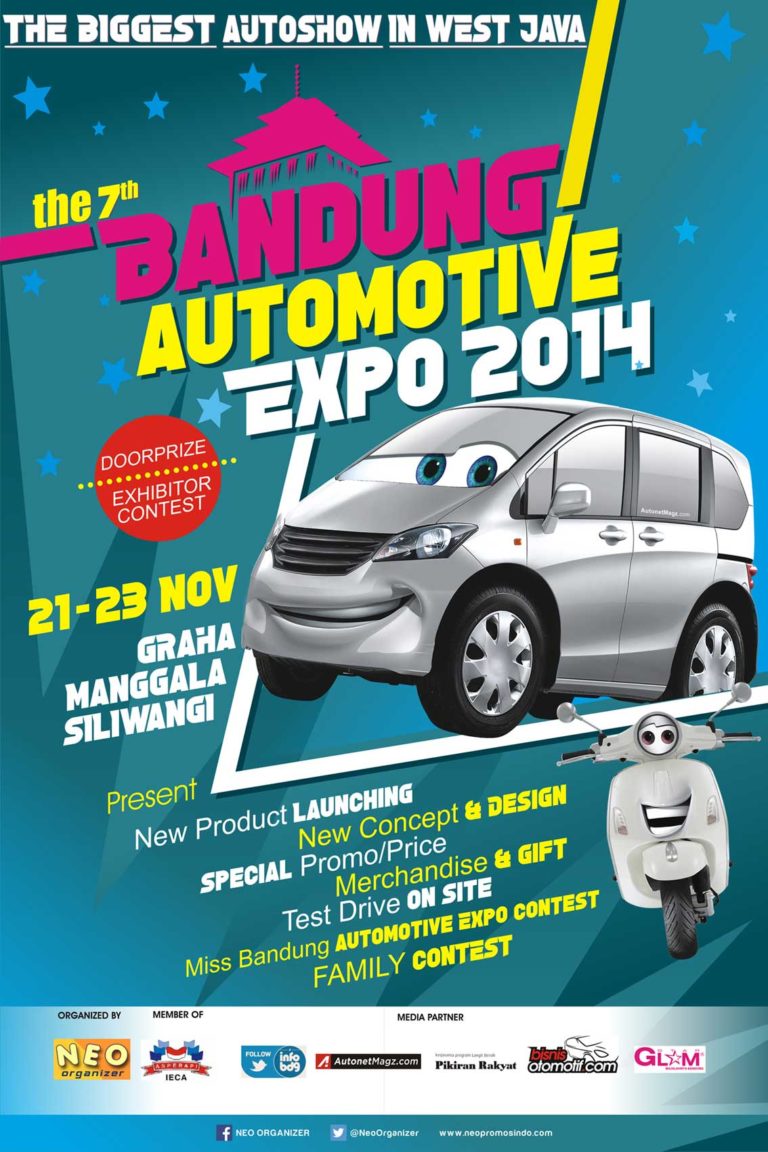 THE BIGGEST AUTOSHOW IN WEST JAVA
the 7th
BANDUNG
AUTOMOTIVE
EXPO 2014
DOORPRIZE
EXHIBITOR
CONTEST
AutonetMagz.com
21-23 NOV
GRAHA
MANGGALA
SILIWANGI
Present
New Product LAUNCHING
New Concept & DESIGN
SPECIAL Promo/Price
Merchandise & GIFT
Test Drive ON SITE
Miss Bandung AUTOMOTIVE EXPO CONTEST
FAMILY CONTEST
ORGANIZED BY
MEMBER OF
MEDIA PARTNER
NEO
organizer
ASPERAPI
IECA
FOLLOW
info
bdg
AutonetMagz.com
Pikiran Rakyat
bisnis
otomotif.com
GLAM
NEO ORGANIZER
@NeoOrganizer
www.neopromosindo.com